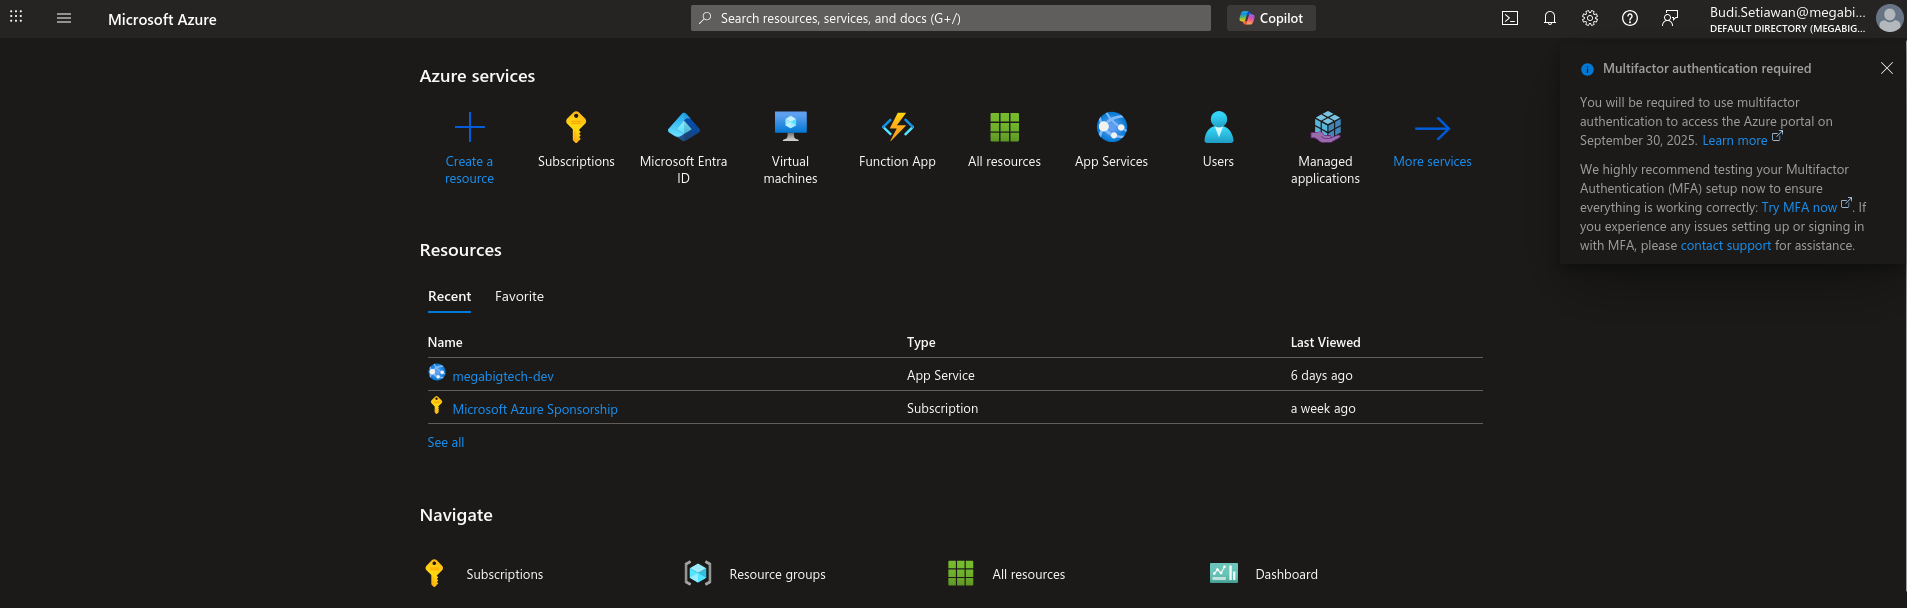 Microsoft Azure
Search resources, services, and docs (G+/)
Copilot
Budi.Setiawan@megabi...
DEFAULT DIRECTORY (MEGABIG...
Multifactor authentication required
You will be required to use multifactor
authentication to access the Azure portal on
September 30, 2025. Learn more
We highly recommend testing your Multifactor
Authentication (MFA) setup now to ensure
everything is working correctly: Try MFA now . If
you experience any issues setting up or signing in
with MFA, please contact support for assistance.
Azure services
Create a
resource
Subscriptions
Microsoft Entra
ID
Virtual
machines
Function App
All resources
App Services
Users
Managed
applications
More services
Resources
Recent Favorite
Name Type Last Viewed
megabigtech-dev App Service 6 days ago
Microsoft Azure Sponsorship Subscription a week ago
See all
Navigate
Subscriptions Resource groups All resources Dashboard